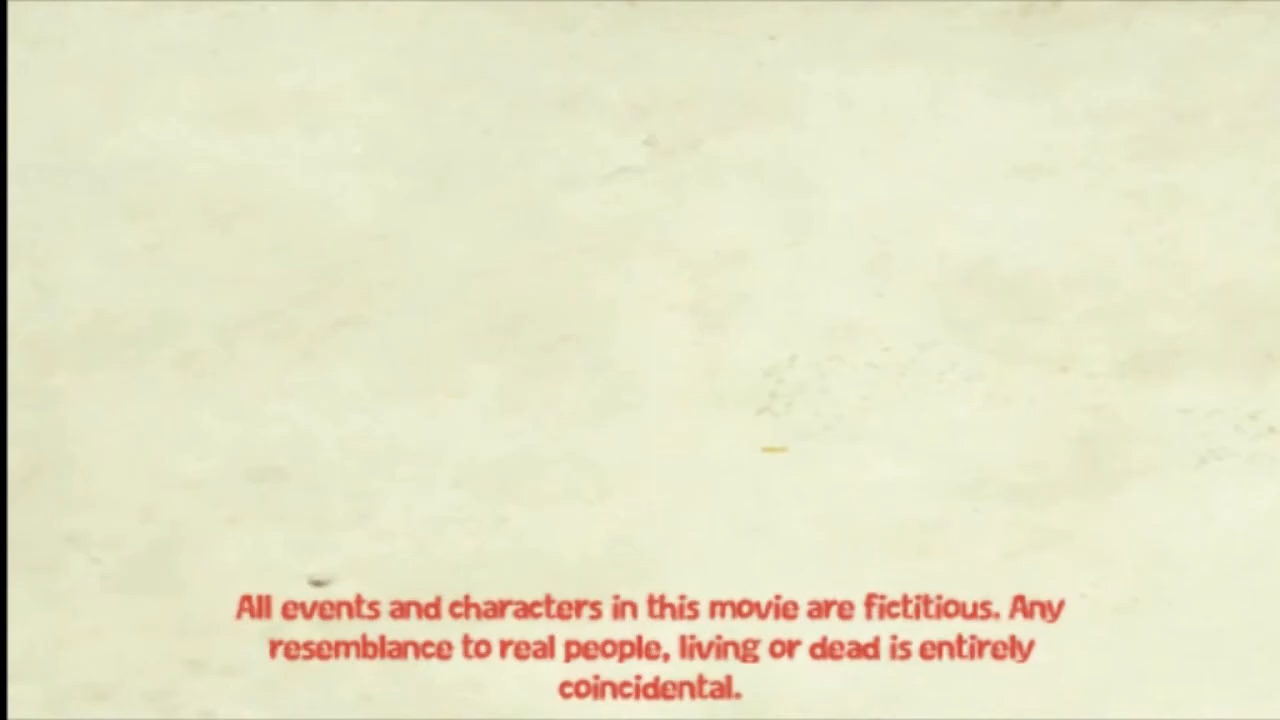 All events and characters in this movie are fictitious. Any
resemblance to real people, living or dead is entirely
coincidental.